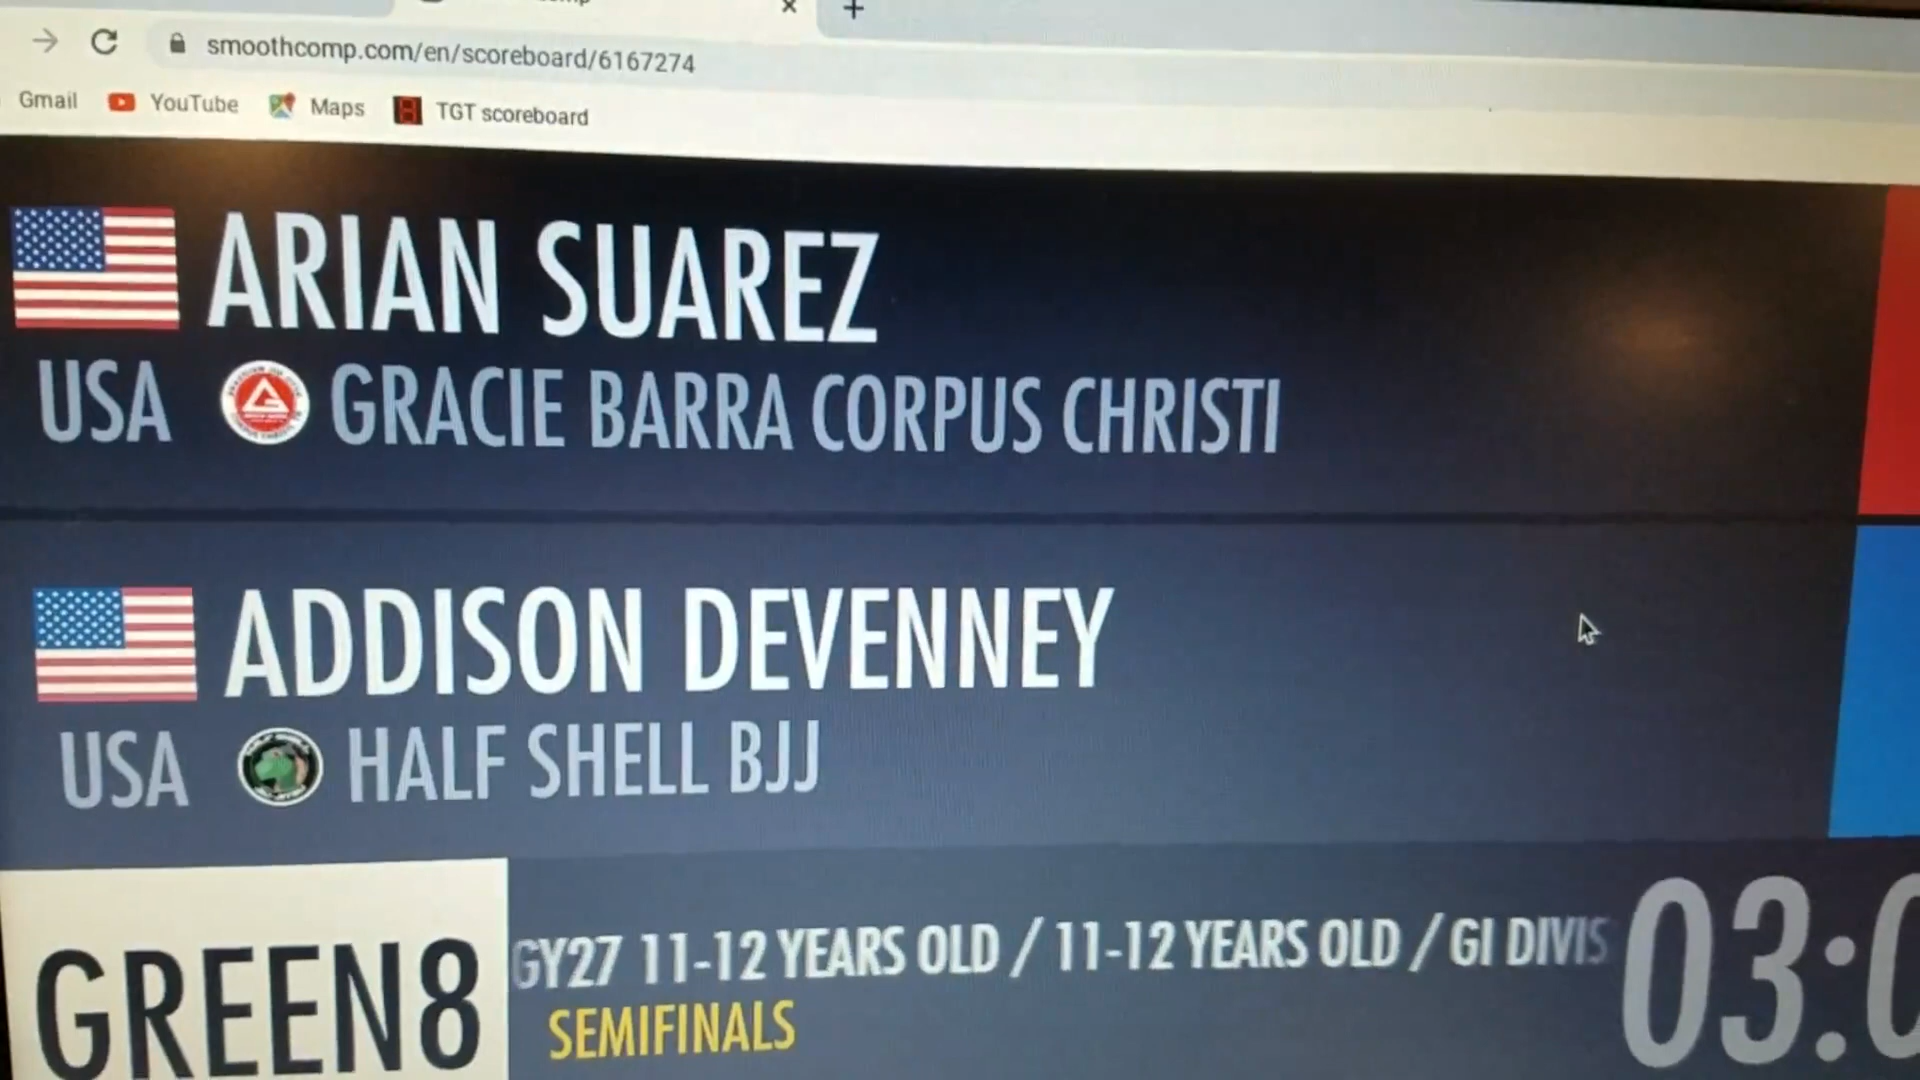 smoothcomp.com/en/scoreboard/6167274
Gmail YouTube Maps TGT scoreboard
ARIAN SUAREZ
USA GRACIE BARRA CORPUS CHRISTI
ADDISON DEVENNEY
USA HALF SHELL BJJ
GREEN8
GY27 11-12 YEARS OLD / 11-12 YEARS OLD / GI DIVIS
SEMIFINALS
03:0